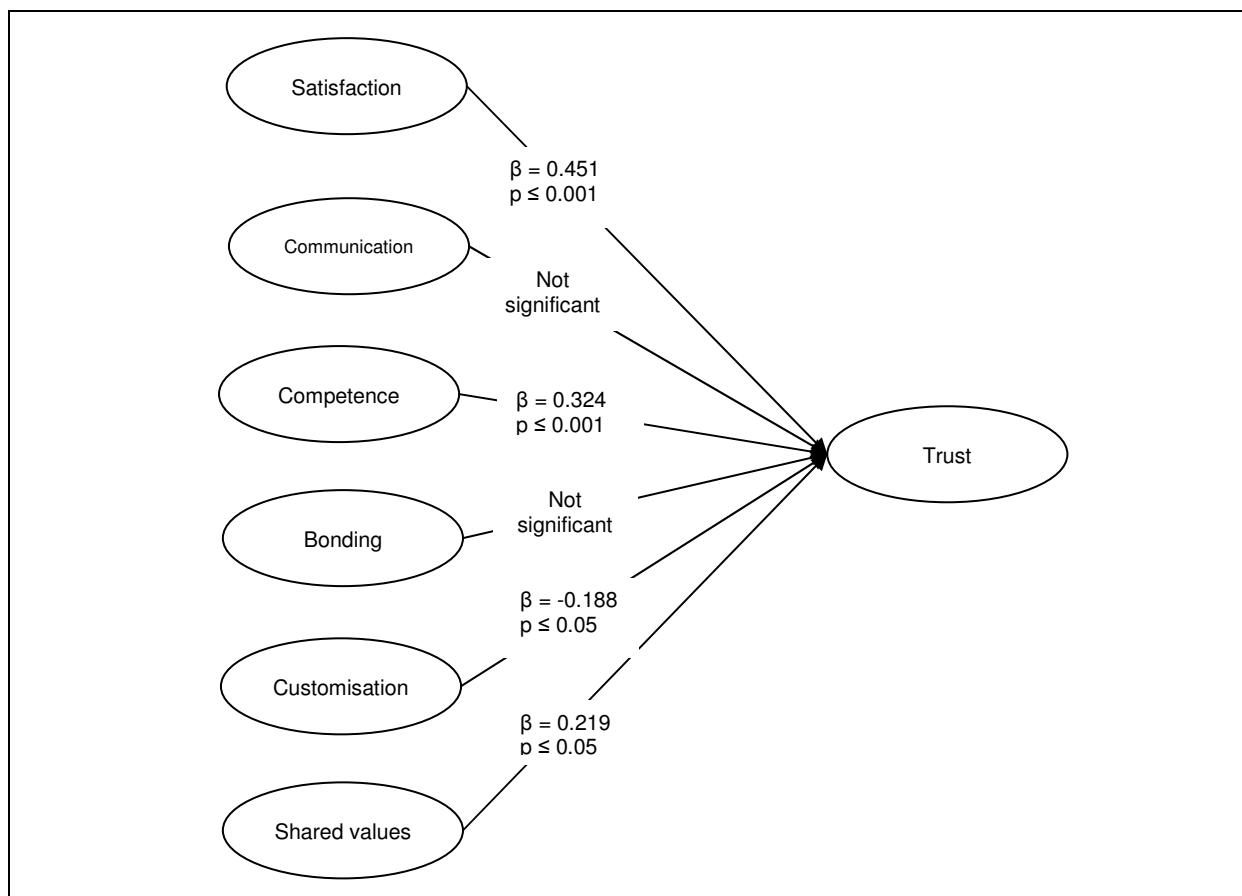 Satisfaction
β = 0.451
p ≤ 0.001
Communication
Not
significant
Competence
β = 0.324
p ≤ 0.001
Trust
Bonding
Not
significant
Customisation
β = -0.188
p ≤ 0.05
Shared values
β = 0.219
p ≤ 0.05